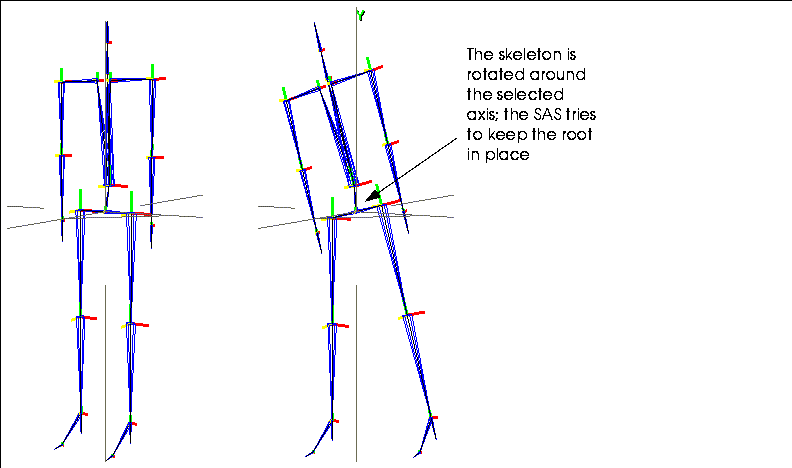 Y
The skeleton is
rotated around
the selected
axis; the SAS tries
to keep the root
in place